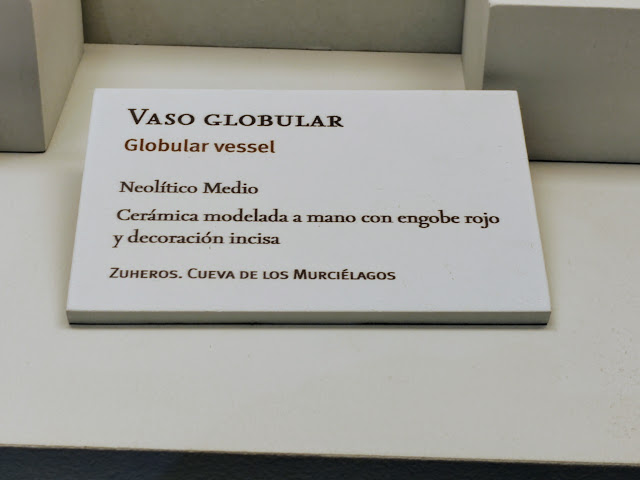 VASO GLOBULAR
Globular vessel
Neolítico Medio
Cerámica modelada a mano con engobe rojo
y decoración incisa
ZUHEROS. CUEVA DE LOS MURCIÉLAGOS